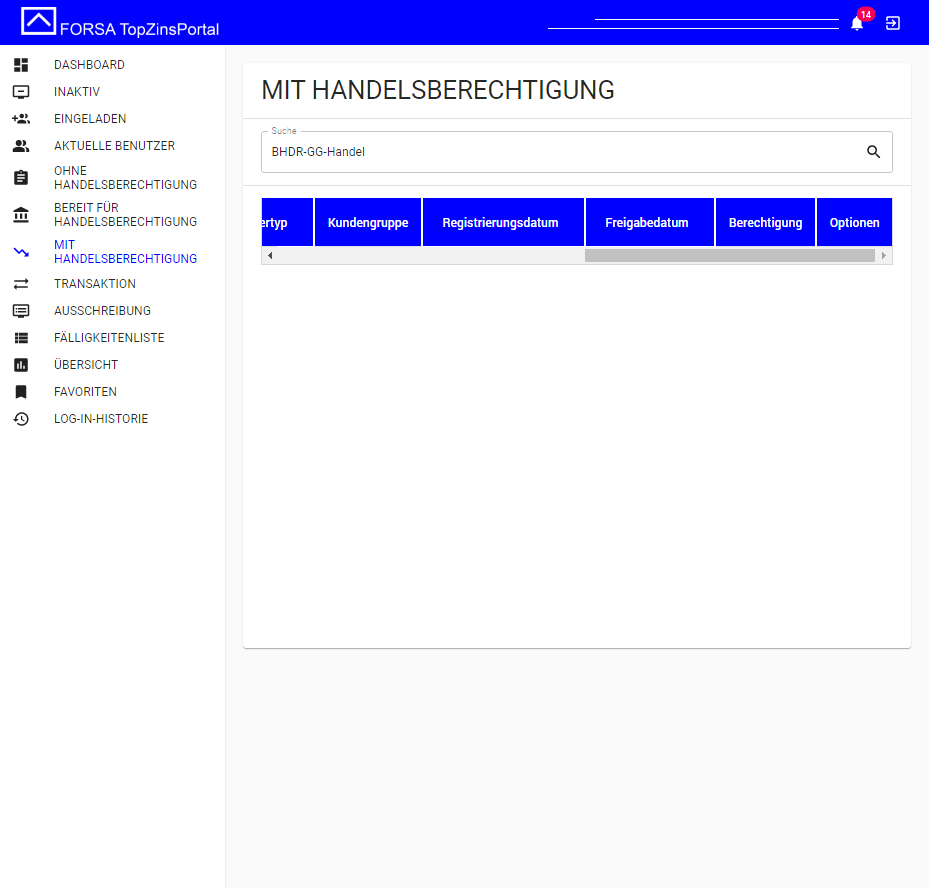 FORSA TopZinsPortal
14
DASHBOARD
INAKTIV
EINGELADEN
AKTUELLE BENUTZER
OHNE
HANDELSBERECHTIGUNG
BEREIT FÜR
HANDELSBERECHTIGUNG
MIT
HANDELSBERECHTIGUNG
TRANSAKTION
AUSSCHREIBUNG
FÄLLIGKEITENLISTE
ÜBERSICHT
FAVORITEN
LOG-IN-HISTORIE
MIT HANDELSBERECHTIGUNG
Suche
BHDR-GG-Handel
ertyp Kundengruppe Registrierungsdatum Freigabedatum Berechtigung Optionen